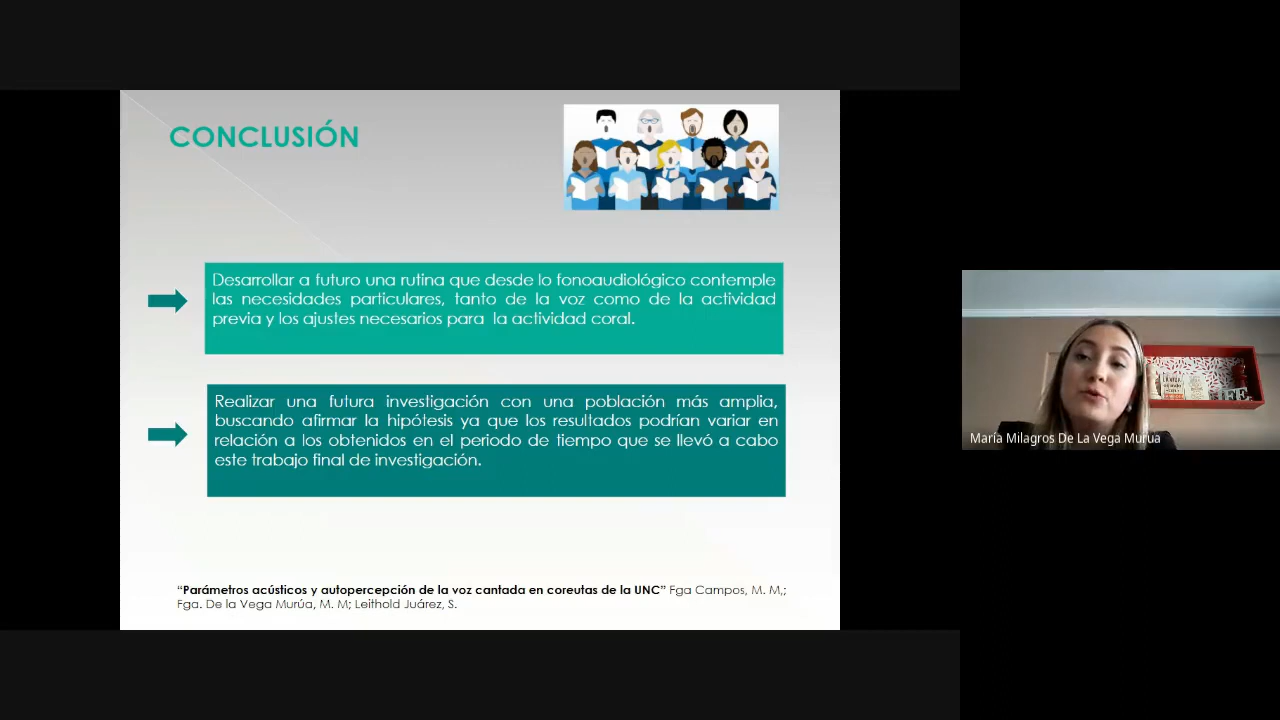 CONCLUSIÓN
Desarrollar a futuro una rutina que desde lo fonoaudiológico contemple
las necesidades particulares, tanto de la voz como de la actividad
previa y los ajustes necesarios para la actividad coral.
Realizar una futura investigación con una población más amplia,
buscando afirmar la hipótesis ya que los resultados podrían variar en
relación a los obtenidos en el periodo de tiempo que se llevó a cabo
este trabajo final de investigación.
“Parámetros acústicos y autopercepción de la voz cantada en coreutas de la UNC” Fga Campos, M. M,;
Fga. De la Vega Murúa, M. M; Leithold Juárez, S.
María Milagros De La Vega Murua